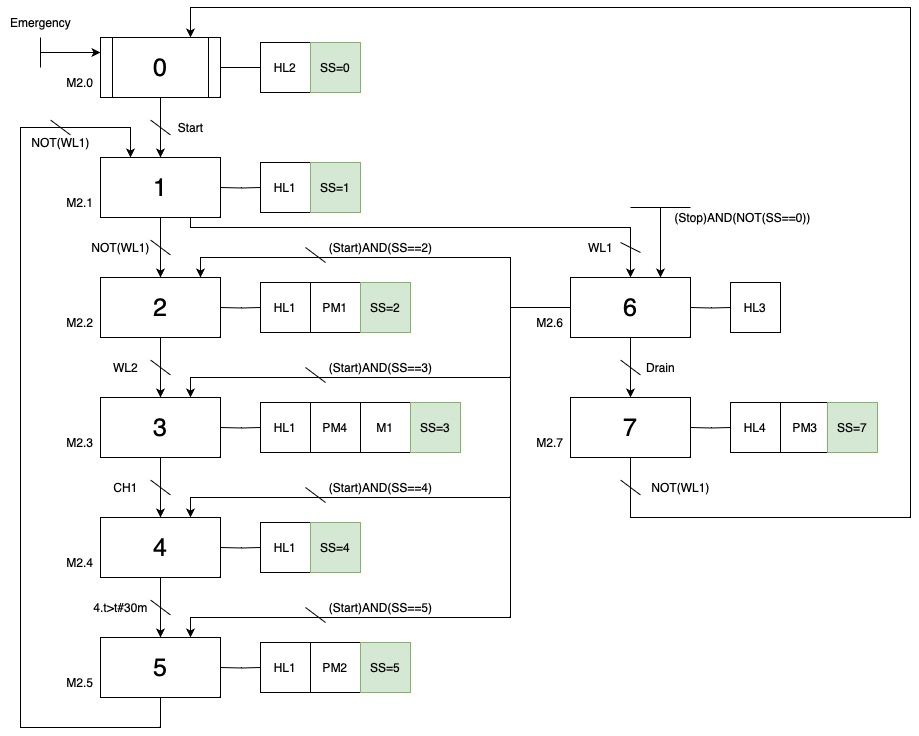 Emergency
0
HL2
SS=0
M2.0
Start
NOT(WL1)
1
HL1
SS=1
M2.1
(Stop)AND(NOT(SS==0))
NOT(WL1)
(Start)AND(SS==2)
WL1
2
HL1
PM1
SS=2
M2.2
6
HL3
M2.6
WL2
(Start)AND(SS==3)
Drain
3
HL1
PM4
M1
SS=3
M2.3
7
HL4
PM3
SS=7
M2.7
CH1
(Start)AND(SS==4)
NOT(WL1)
4
HL1
SS=4
M2.4
4.t>t#30m
(Start)AND(SS==5)
5
HL1
PM2
SS=5
M2.5